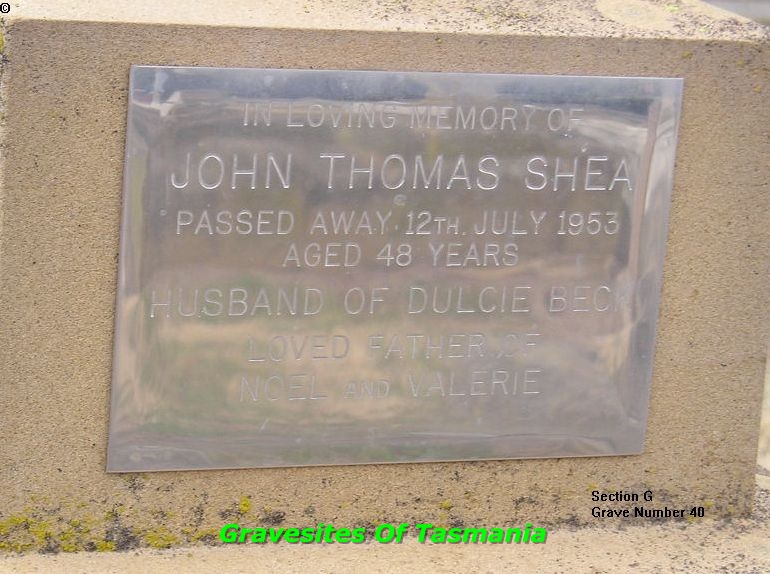 ©
IN LOVING MEMORY OF
JOHN THOMAS SHEA
PASSED AWAY 12TH. JULY 1953
AGED 48 YEARS
HUSBAND OF DULCIE BECK
LOVED FATHER OF
NOEL AND VALERIE
Section G
Grave Number 40
Gravesites Of Tasmania